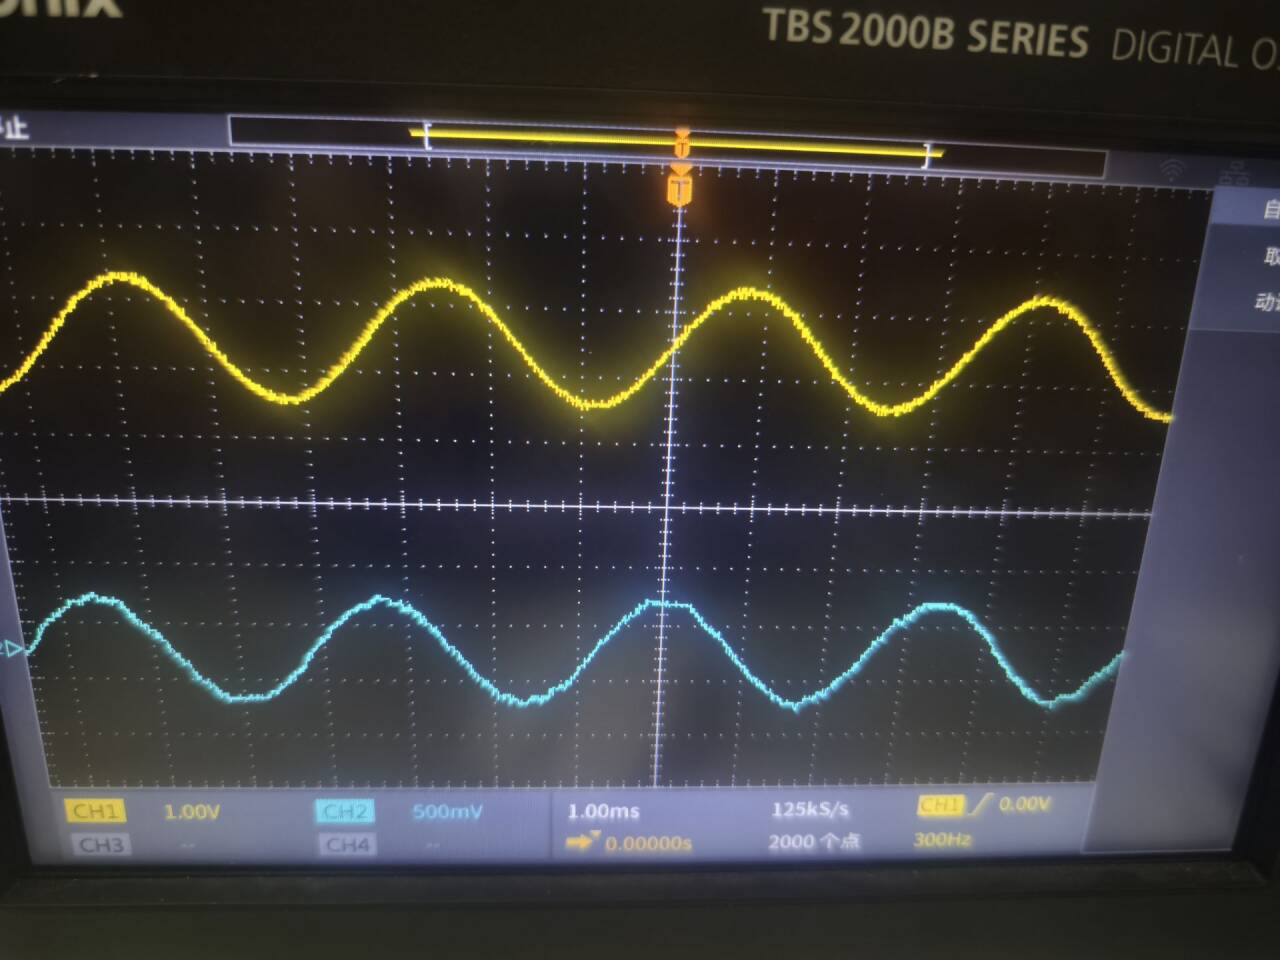 TBS 2000B SERIES DIGITAL
止
T
T
自
取
动
CH1 1.00V CH2 500mV 1.00ms 125kS/s CH1 0.00V
CH3 -- CH4 -- 0.00000s 2000 个点 300Hz